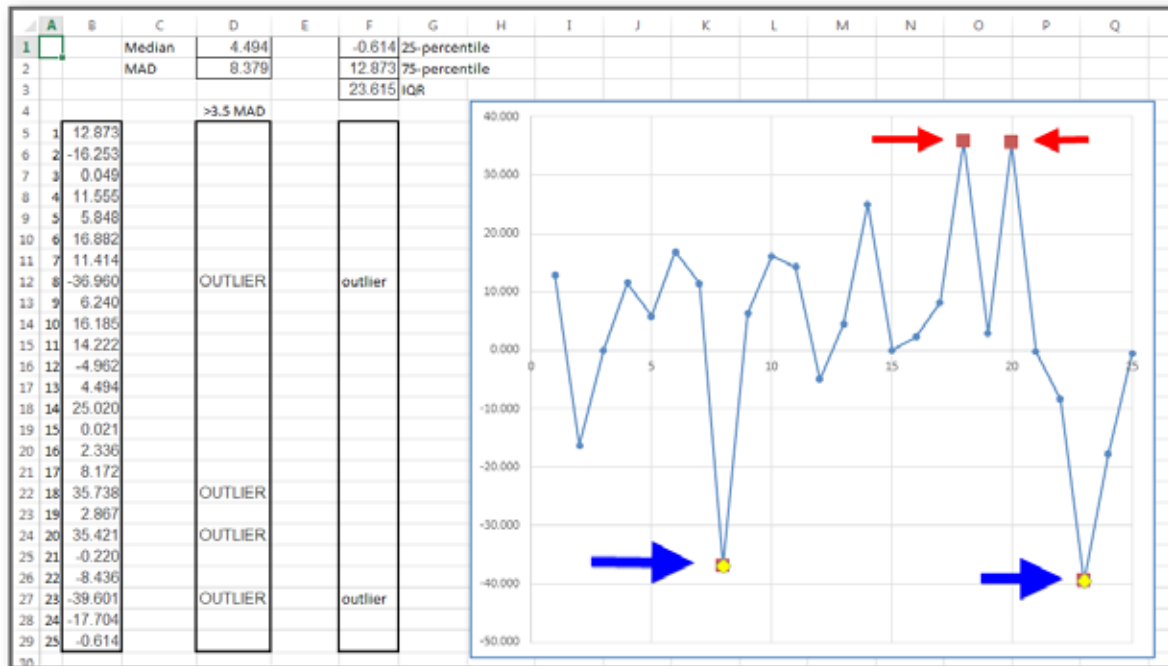 A B C D E F G H I J K L M N O P Q
1 Median 4.494 -0.614 25-percentile
2 MAD 8.379 12.873 75-percentile
3 23.615 IQR
4 >3.5 MAD
5 1 12.873
6 2 -16.253
7 3 0.049
8 4 11.555
9 5 5.848
10 6 16.882
11 7 11.414
12 8 -36.960 OUTLIER outlier
13 9 6.240
14 10 16.185
15 11 14.222
16 12 -4.962
17 13 4.494
18 14 25.020
19 15 0.021
20 16 2.336
21 17 8.172
22 18 35.738 OUTLIER
23 19 2.867
24 20 35.421 OUTLIER
25 21 -0.220
26 22 -8.436
27 23 -39.601 OUTLIER outlier
28 24 -17.704
29 25 -0.614
30
40.000
30.000
20.000
10.000
0.000
0 5 10 15 20 25
-10.000
-20.000
-30.000
-40.000
-50.000